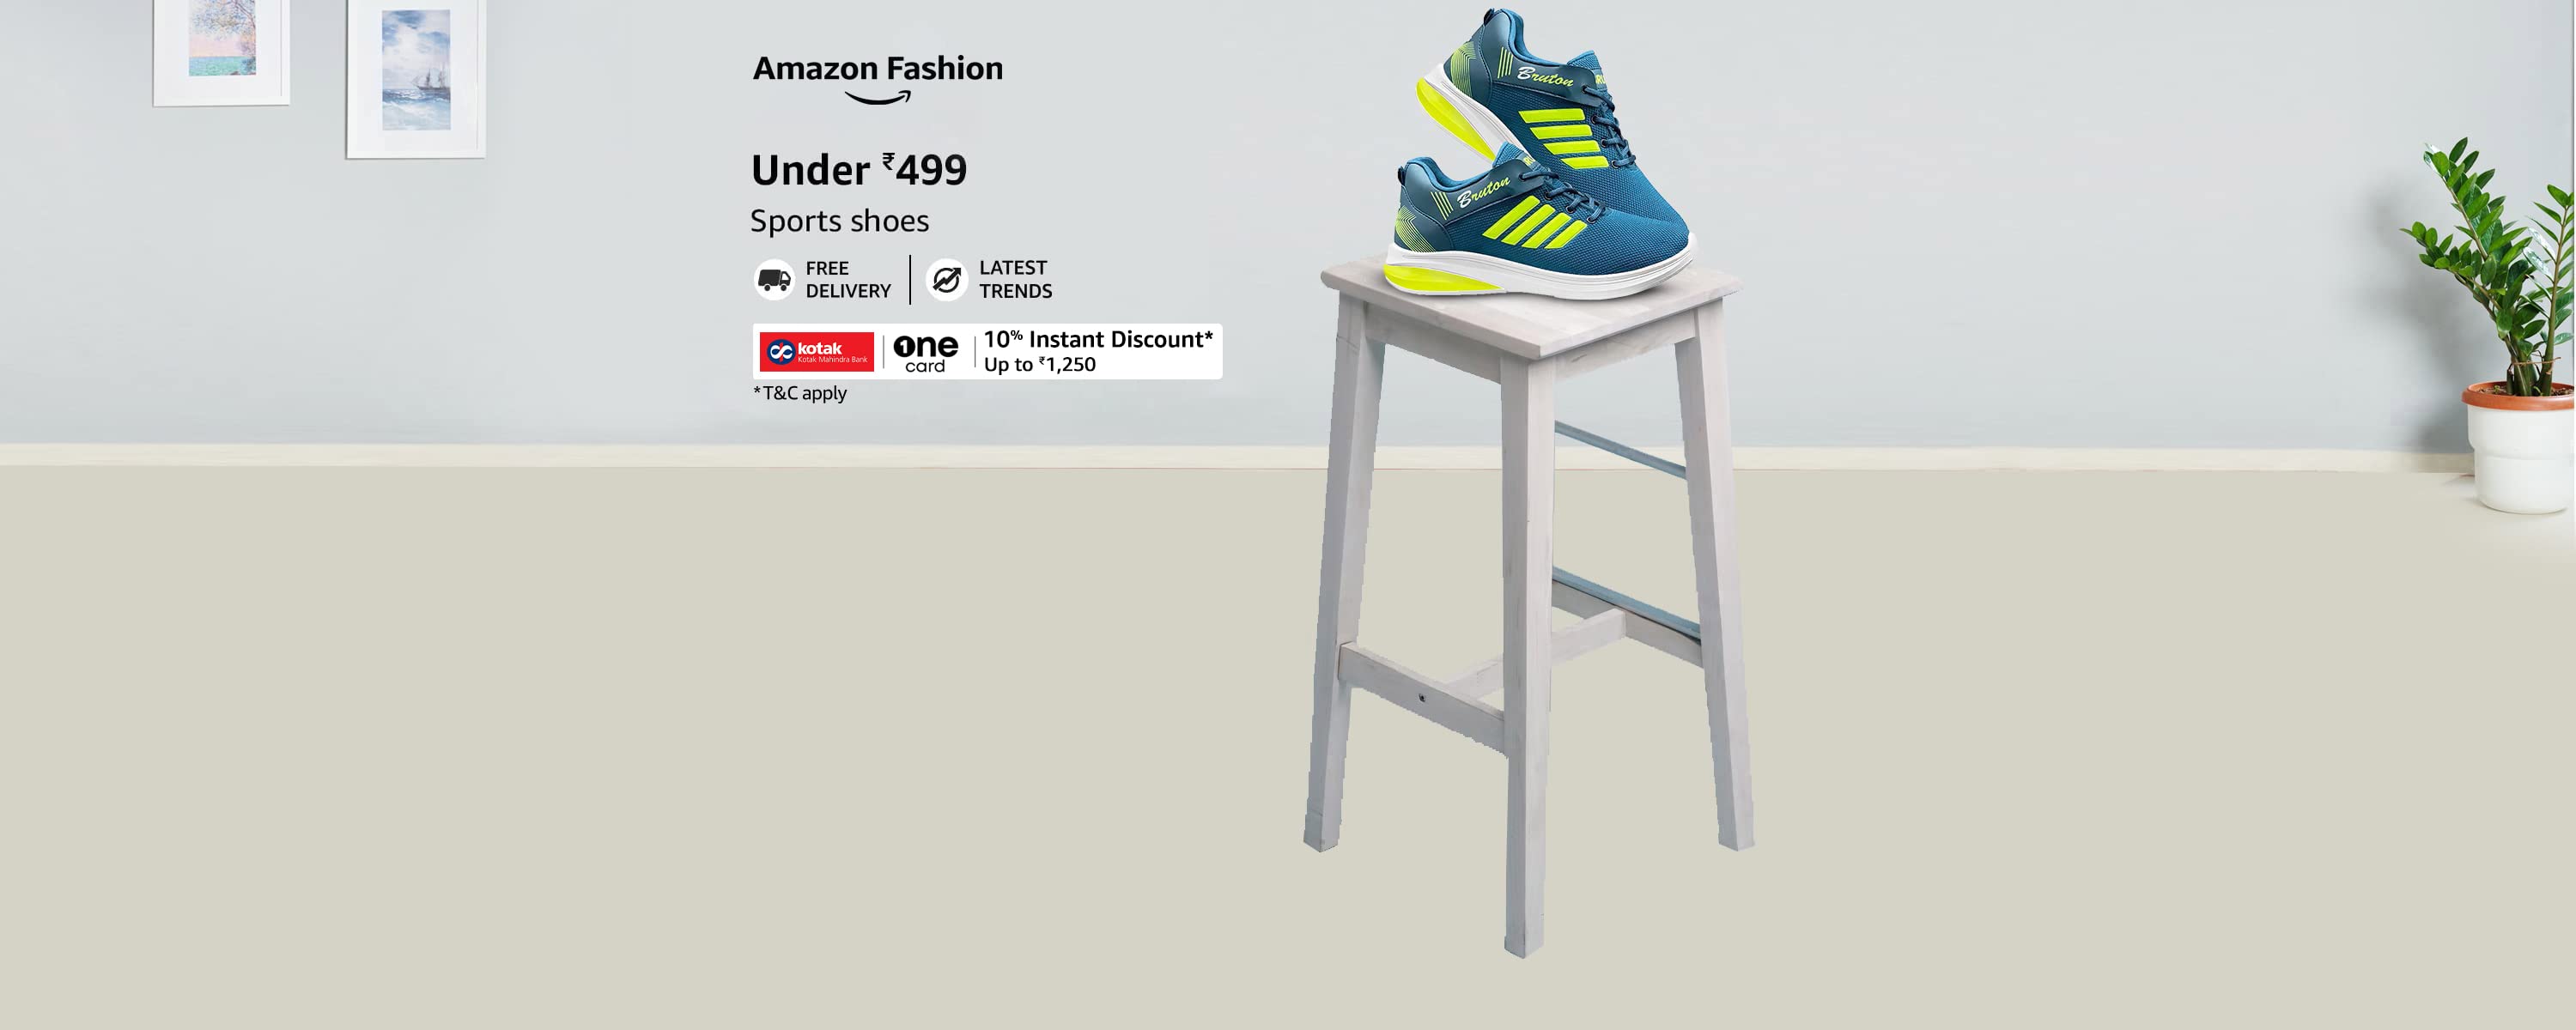 Amazon Fashion
Under ₹499
Sports shoes
FREE
DELIVERY
LATEST
TRENDS
kotak
Kotak Mahindra Bank
1One
card
10% Instant Discount*
Up to ₹1,250
*T&C apply
Bruton
Bruton